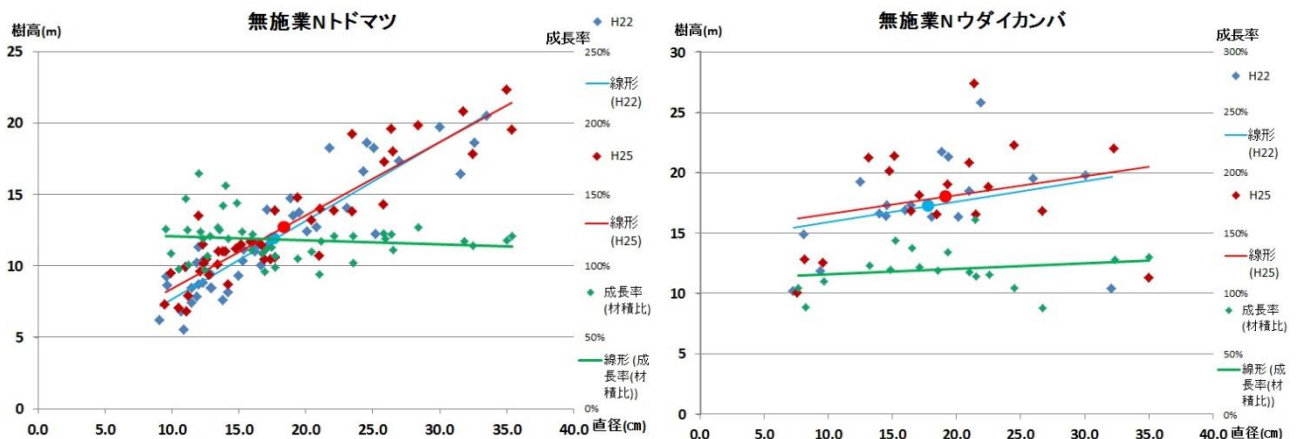 無施業N トドマツ
樹高(m)
成長率
25
20
15
10
5
0
250%
200%
150%
100%
50%
0%
0.0 5.0 10.0 15.0 20.0 25.0 30.0 35.0 40.0
直径(cm)
H22
線形
(H22)
H25
線形
(H25)
成長率
(材積比)
線形 (成
長率(材
積比))
無施業N ウダイカンバ
樹高(m)
成長率
30
25
20
15
10
5
0
300%
250%
200%
150%
100%
50%
0%
0.0 5.0 10.0 15.0 20.0 25.0 30.0 35.0 40.0
直径(cm)
H22
線形
(H22)
H25
線形
(H25)
成長率
(材積比)
線形 (成
長率(材
積比))